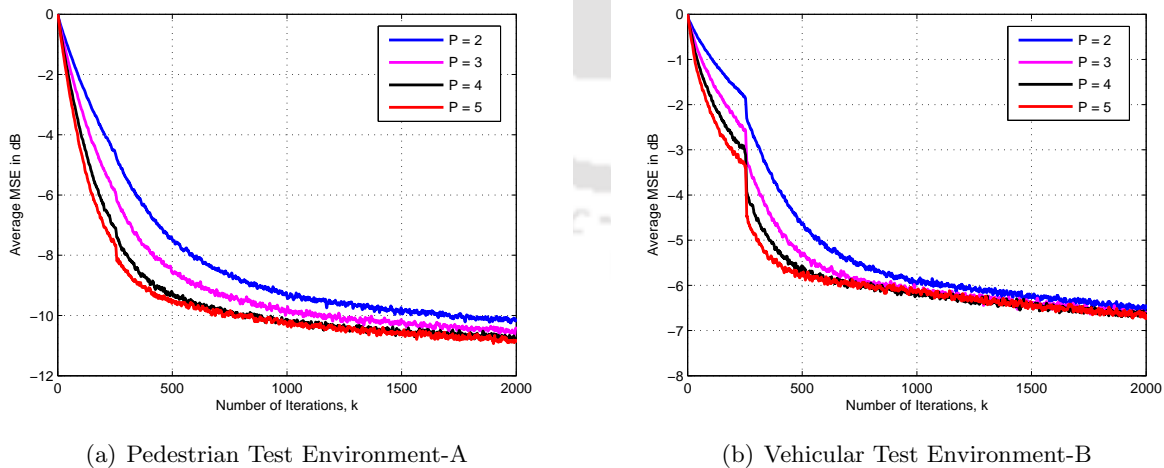 0
−2
−4
−6
−8
−10
−12
Average MSE in dB
0 500 1000 1500 2000
Number of Iterations, k
P = 2
P = 3
P = 4
P = 5
(a) Pedestrian Test Environment-A
0
−1
−2
−3
−4
−5
−6
−7
−8
Average MSE in dB
0 500 1000 1500 2000
Number of Iterations, k
P = 2
P = 3
P = 4
P = 5
(b) Vehicular Test Environment-B